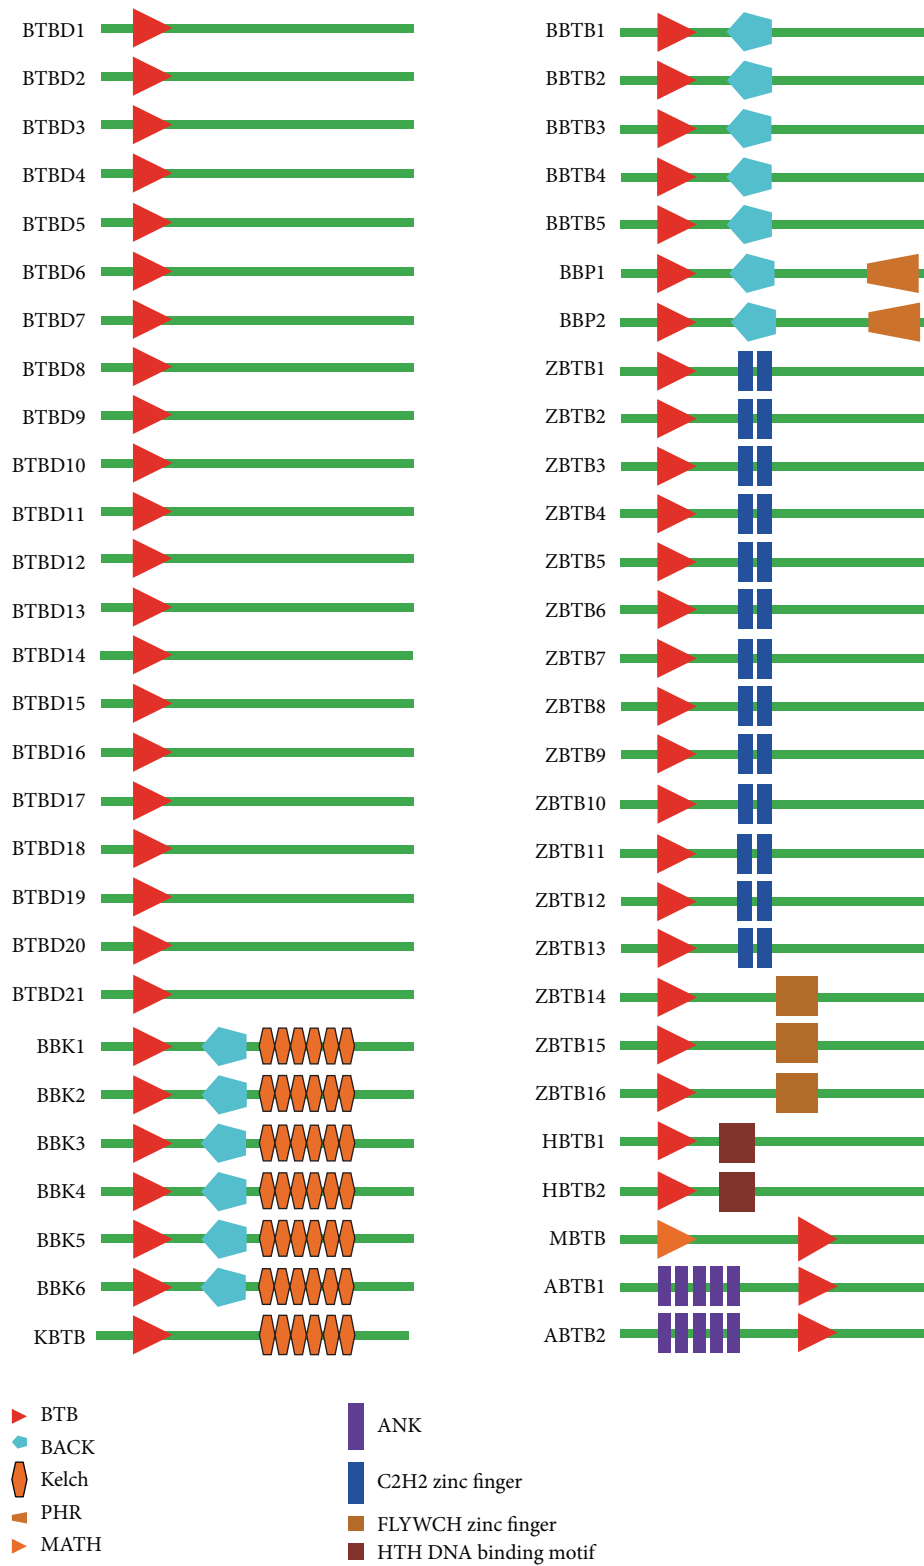 BTBD1
BTBD2
BTBD3
BTBD4
BTBD5
BTBD6
BTBD7
BTBD8
BTBD9
BTBD10
BTBD11
BTBD12
BTBD13
BTBD14
BTBD15
BTBD16
BTBD17
BTBD18
BTBD19
BTBD20
BTBD21
BBK1
BBK2
BBK3
BBK4
BBK5
BBK6
KBTB
BBTB1
BBTB2
BBTB3
BBTB4
BBTB5
BBP1
BBP2
ZBTB1
ZBTB2
ZBTB3
ZBTB4
ZBTB5
ZBTB6
ZBTB7
ZBTB8
ZBTB9
ZBTB10
ZBTB11
ZBTB12
ZBTB13
ZBTB14
ZBTB15
ZBTB16
HBTB1
HBTB2
MBTB
ABTB1
ABTB2
BTB
BACK
Kelch
PHR
MATH
ANK
C2H2 zinc finger
FLYWCH zinc finger
HTH DNA binding motif